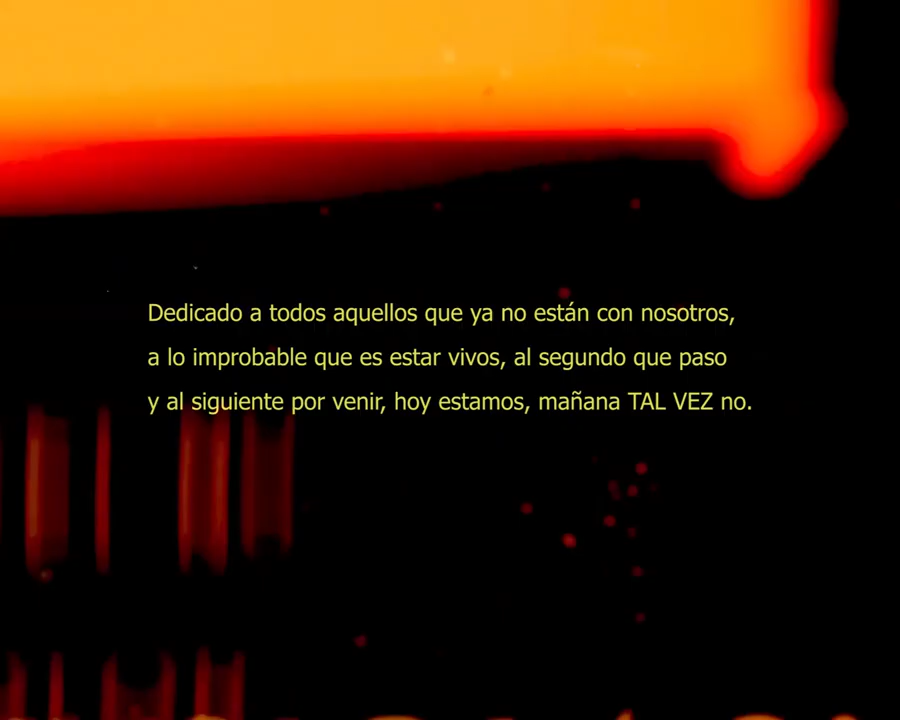 Dedicado a todos aquellos que ya no están con nosotros,
a lo improbable que es estar vivos, al segundo que paso
y al siguiente por venir, hoy estamos, mañana TAL VEZ no.